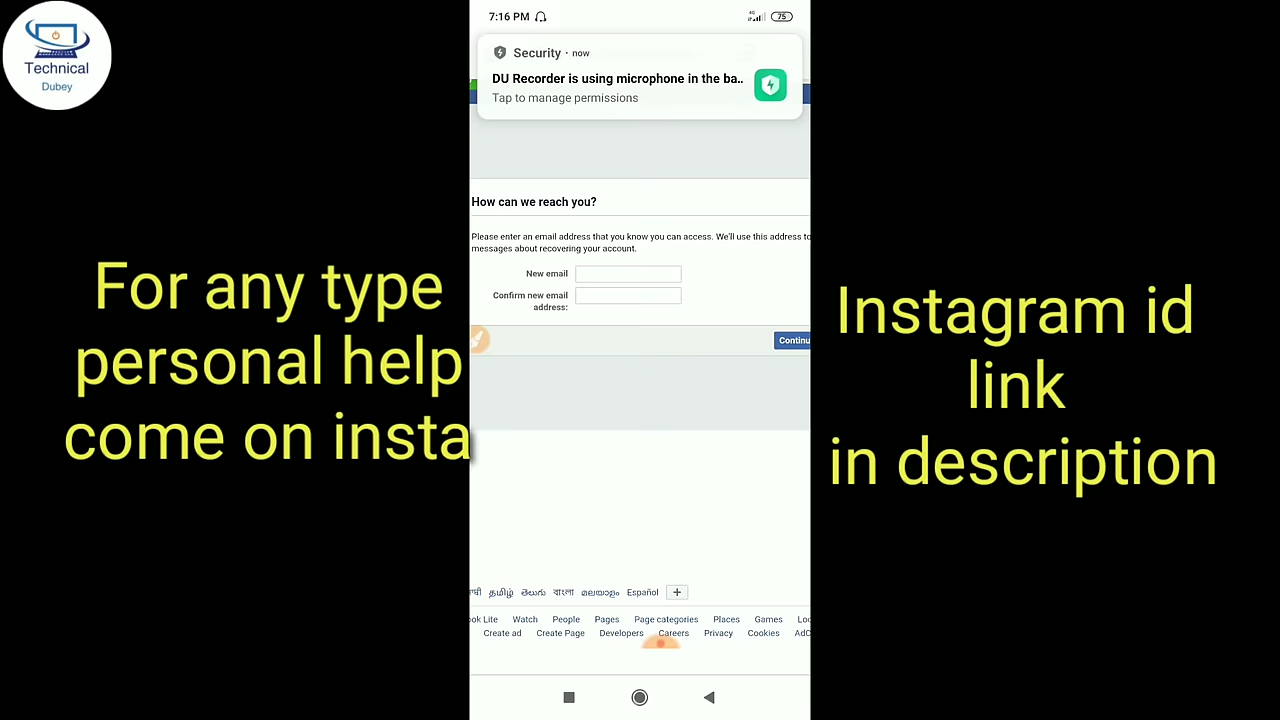 Technical
Dubey
For any type
personal help
come on insta
7:16 PM
4G
75
Security · now
DU Recorder is using microphone in the ba..
Tap to manage permissions
How can we reach you?
Please enter an email address that you know you can access. We'll use this address to
messages about recovering your account.
New email
Confirm new email
address:
Continu
தமிழ் తెలుగు বাংলা മലയാളം Español +
ok Lite Watch People Pages Page categories Places Games Loc
Create ad Create Page Developers Careers Privacy Cookies AdC
Instagram id
link
in description